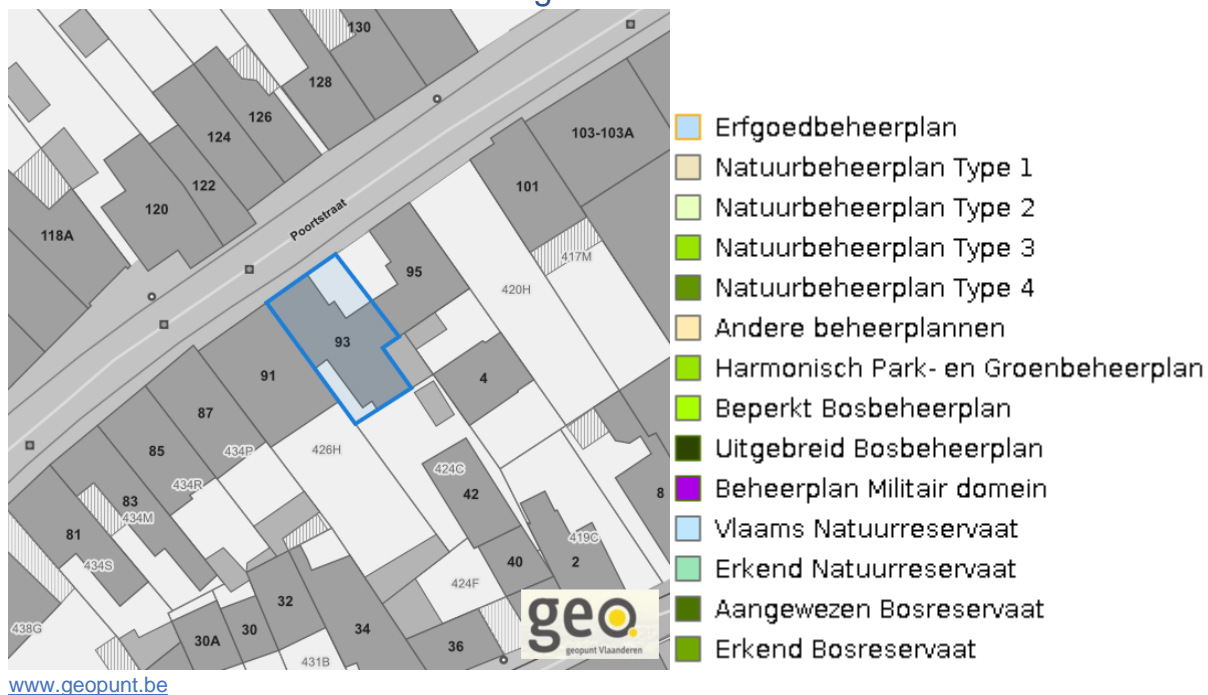 g
130
128
126
124
103-103A
122
101
120
Poortstraat
118A
417M
95
420H
93
91
4
87
85
434P
426H
424C
434R
83
42
8
434M
81
419C
434S
40
2
424F
32
438G
30
34
30A
36
431B
geo
geopunt Vlaanderen
Erfgoedbeheerplan
Natuurbeheerplan Type 1
Natuurbeheerplan Type 2
Natuurbeheerplan Type 3
Natuurbeheerplan Type 4
Andere beheerplannen
Harmonisch Park- en Groenbeheerplan
Beperkt Bosbeheerplan
Uitgebreid Bosbeheerplan
Beheerplan Militair domein
Vlaams Natuurreservaat
Erkend Natuurreservaat
Aangewezen Bosreservaat
Erkend Bosreservaat
www.geopunt.be